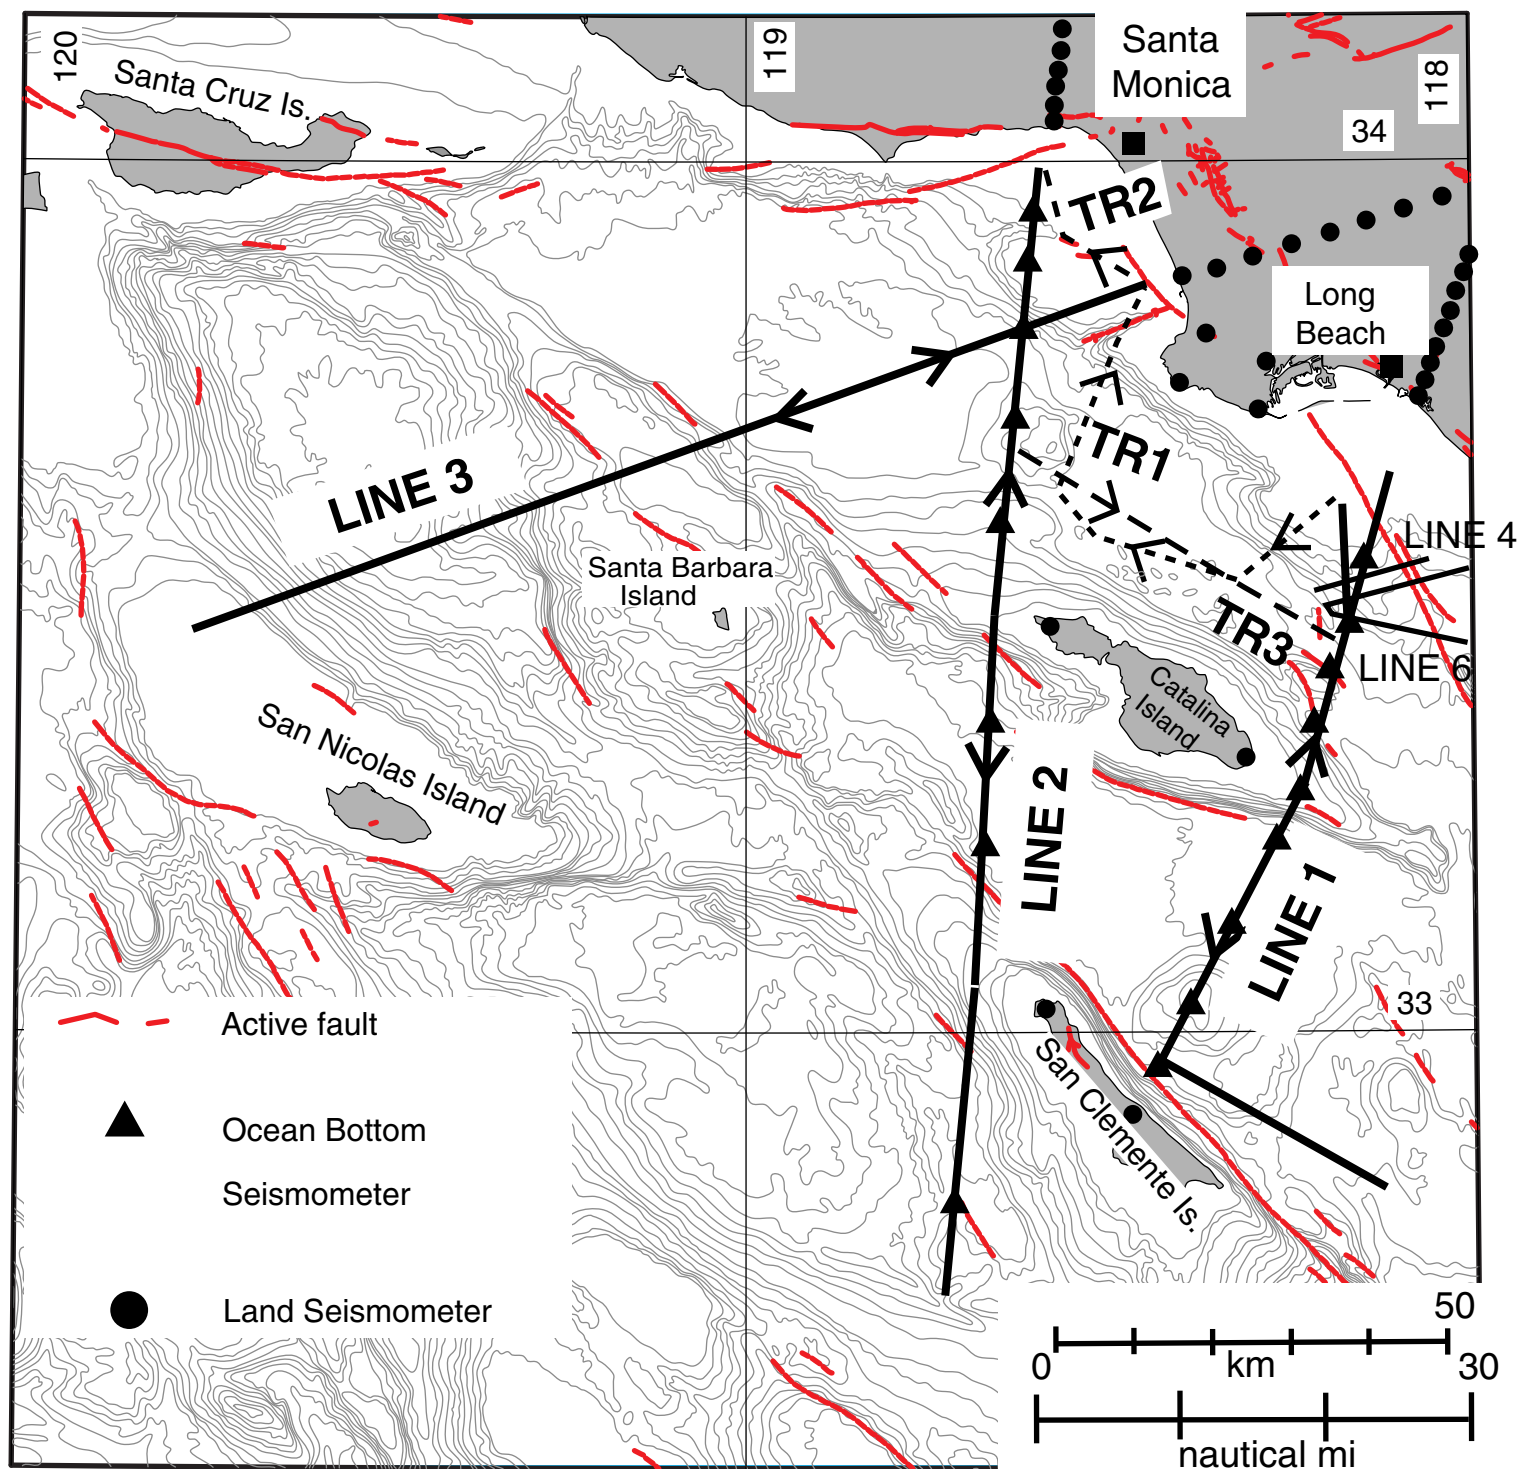 120
Santa Cruz Is.
119
Santa
Monica
118
34
TR2
Long
Beach
LINE 3
TR1
LINE 4
Santa Barbara
Island
TR3
LINE 6
Catalina
Island
San Nicolas Island
LINE 2
LINE 1
33
San Clemente Is.
Active fault
Ocean Bottom
Seismometer
Land Seismometer
50
0 km 30
nautical mi